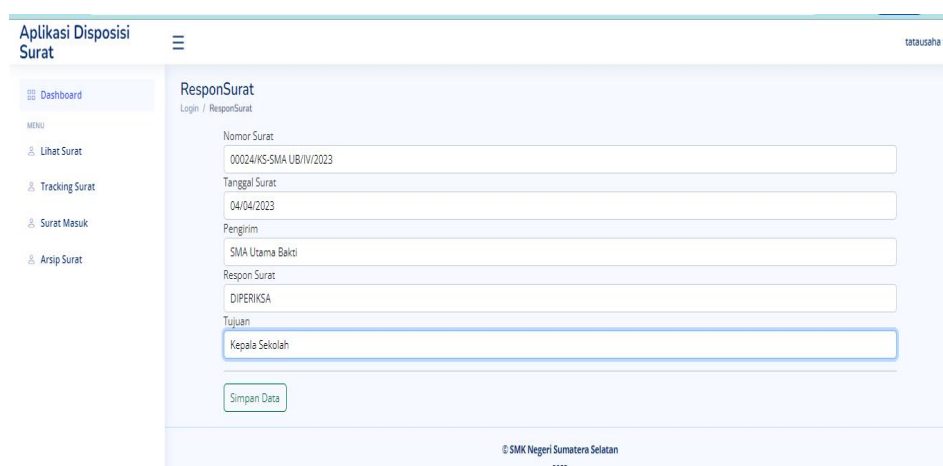 Aplikasi Disposisi
Surat
tatausaha
Dashboard
MENU
Lihat Surat
Tracking Surat
Surat Masuk
Arsip Surat
ResponSurat
Login / ResponSurat
Nomor Surat
00024/KS-SMA UB/IV/2023
Tanggal Surat
04/04/2023
Pengirim
SMA Utama Bakti
Respon Surat
DIPERIKSA
Tujuan
Kepala Sekolah
Simpan Data
© SMK Negeri Sumatera Selatan